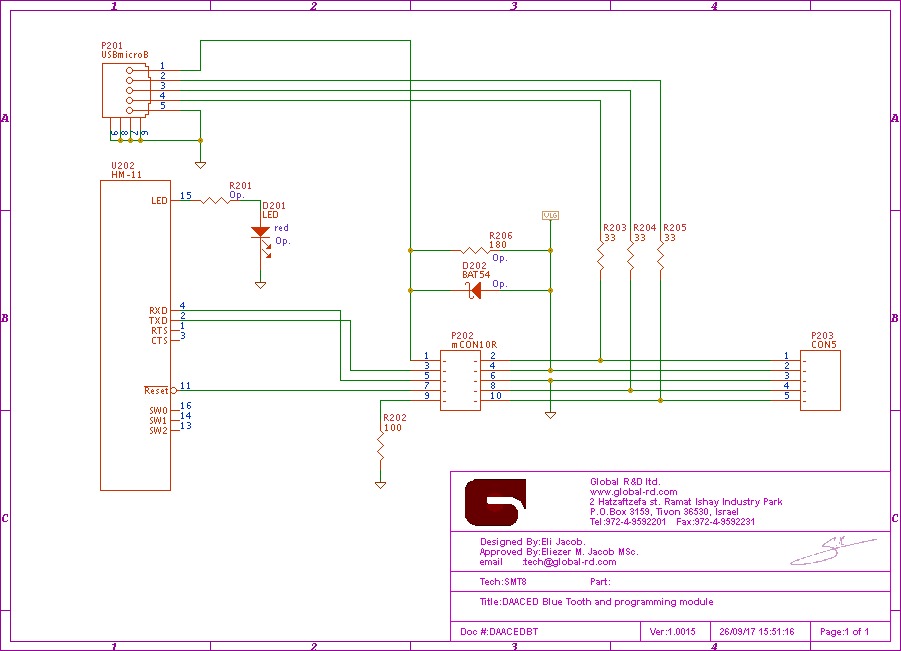 1 2 3 4
P201
USBmicroB
1
2
3
4
5
6 8 7 9
A A
U202
HM-11
LED 15
R201
Op.
D201
LED
red
Op.
VLG
R206
180
Op.
D202
BAT54
Op.
R203 R204 R205
33 33 33
RXD 4
TXD 2
RTS 1
CTS 3
B B
P202
mCON10R
1 2
3 4
5 6
7 8
9 10
P203
CON5
1
2
3
4
5
Reset 11
SW0 16
SW1 14
SW2 13
R202
100
C C
Global R&D ltd.
www.global-rd.com
2 Hatzaftzefa st. Ramat Ishay Industry Park
P.O.Box 3159, Tivon 36530, Israel
Tel:972-4-9592201 Fax:972-4-9592231
Designed By:Eli Jacob.
Approved By:Eliezer M. Jacob MSc.
email :tech@global-rd.com
Tech:SMT8 Part:
Title:DAACED Blue Tooth and programming module
Doc #:DAACEDBT Ver:1.0015 26/09/17 15:51:16 Page:1 of 1
1 2 3 4